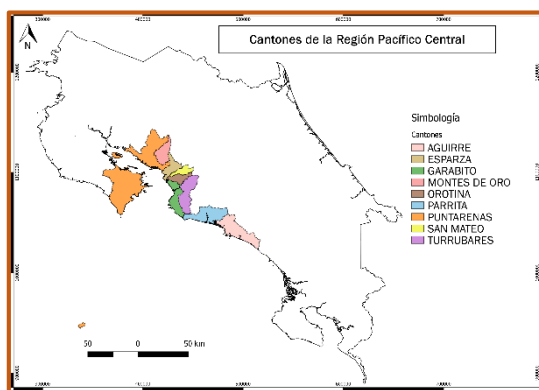 Cantones de la Región Pacífico Central
N
Simbología
Cantones
AGUIRRE
ESPARZA
GARABITO
MONTES DE ORO
OROTINA
PARRITA
PUNTARENAS
SAN MATEO
TURRUBARES
50 0 50 km